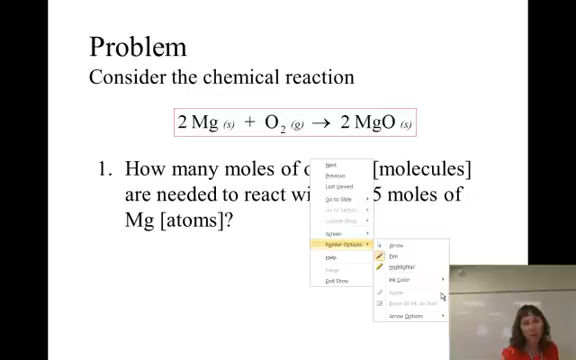 Problem
Consider the chemical reaction
2 Mg (s) + O2 (g) → 2 MgO (s)
1. How many moles of [molecules]
are needed to react 5 moles of
Mg [atoms]?
Next
Previous
Last Viewed
Go to Slide
Screen
Pointer Options
Help
Pause
End Show
Arrow
Pen
Highlighter
Ink Color
Eraser
Erase All Ink on Slide
Arrow Options